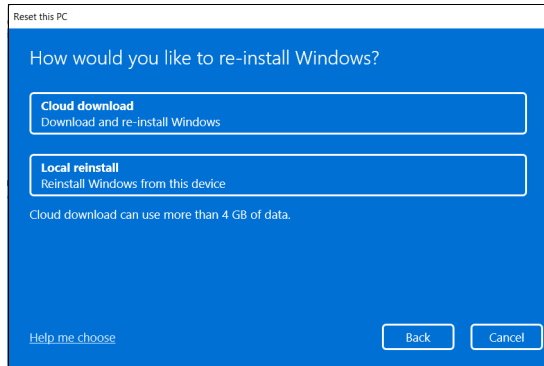 Reset this PC
How would you like to re-install Windows?
Cloud download
Download and re-install Windows
Local reinstall
Reinstall Windows from this device
Cloud download can use more than 4 GB of data.
Help me choose
Back
Cancel